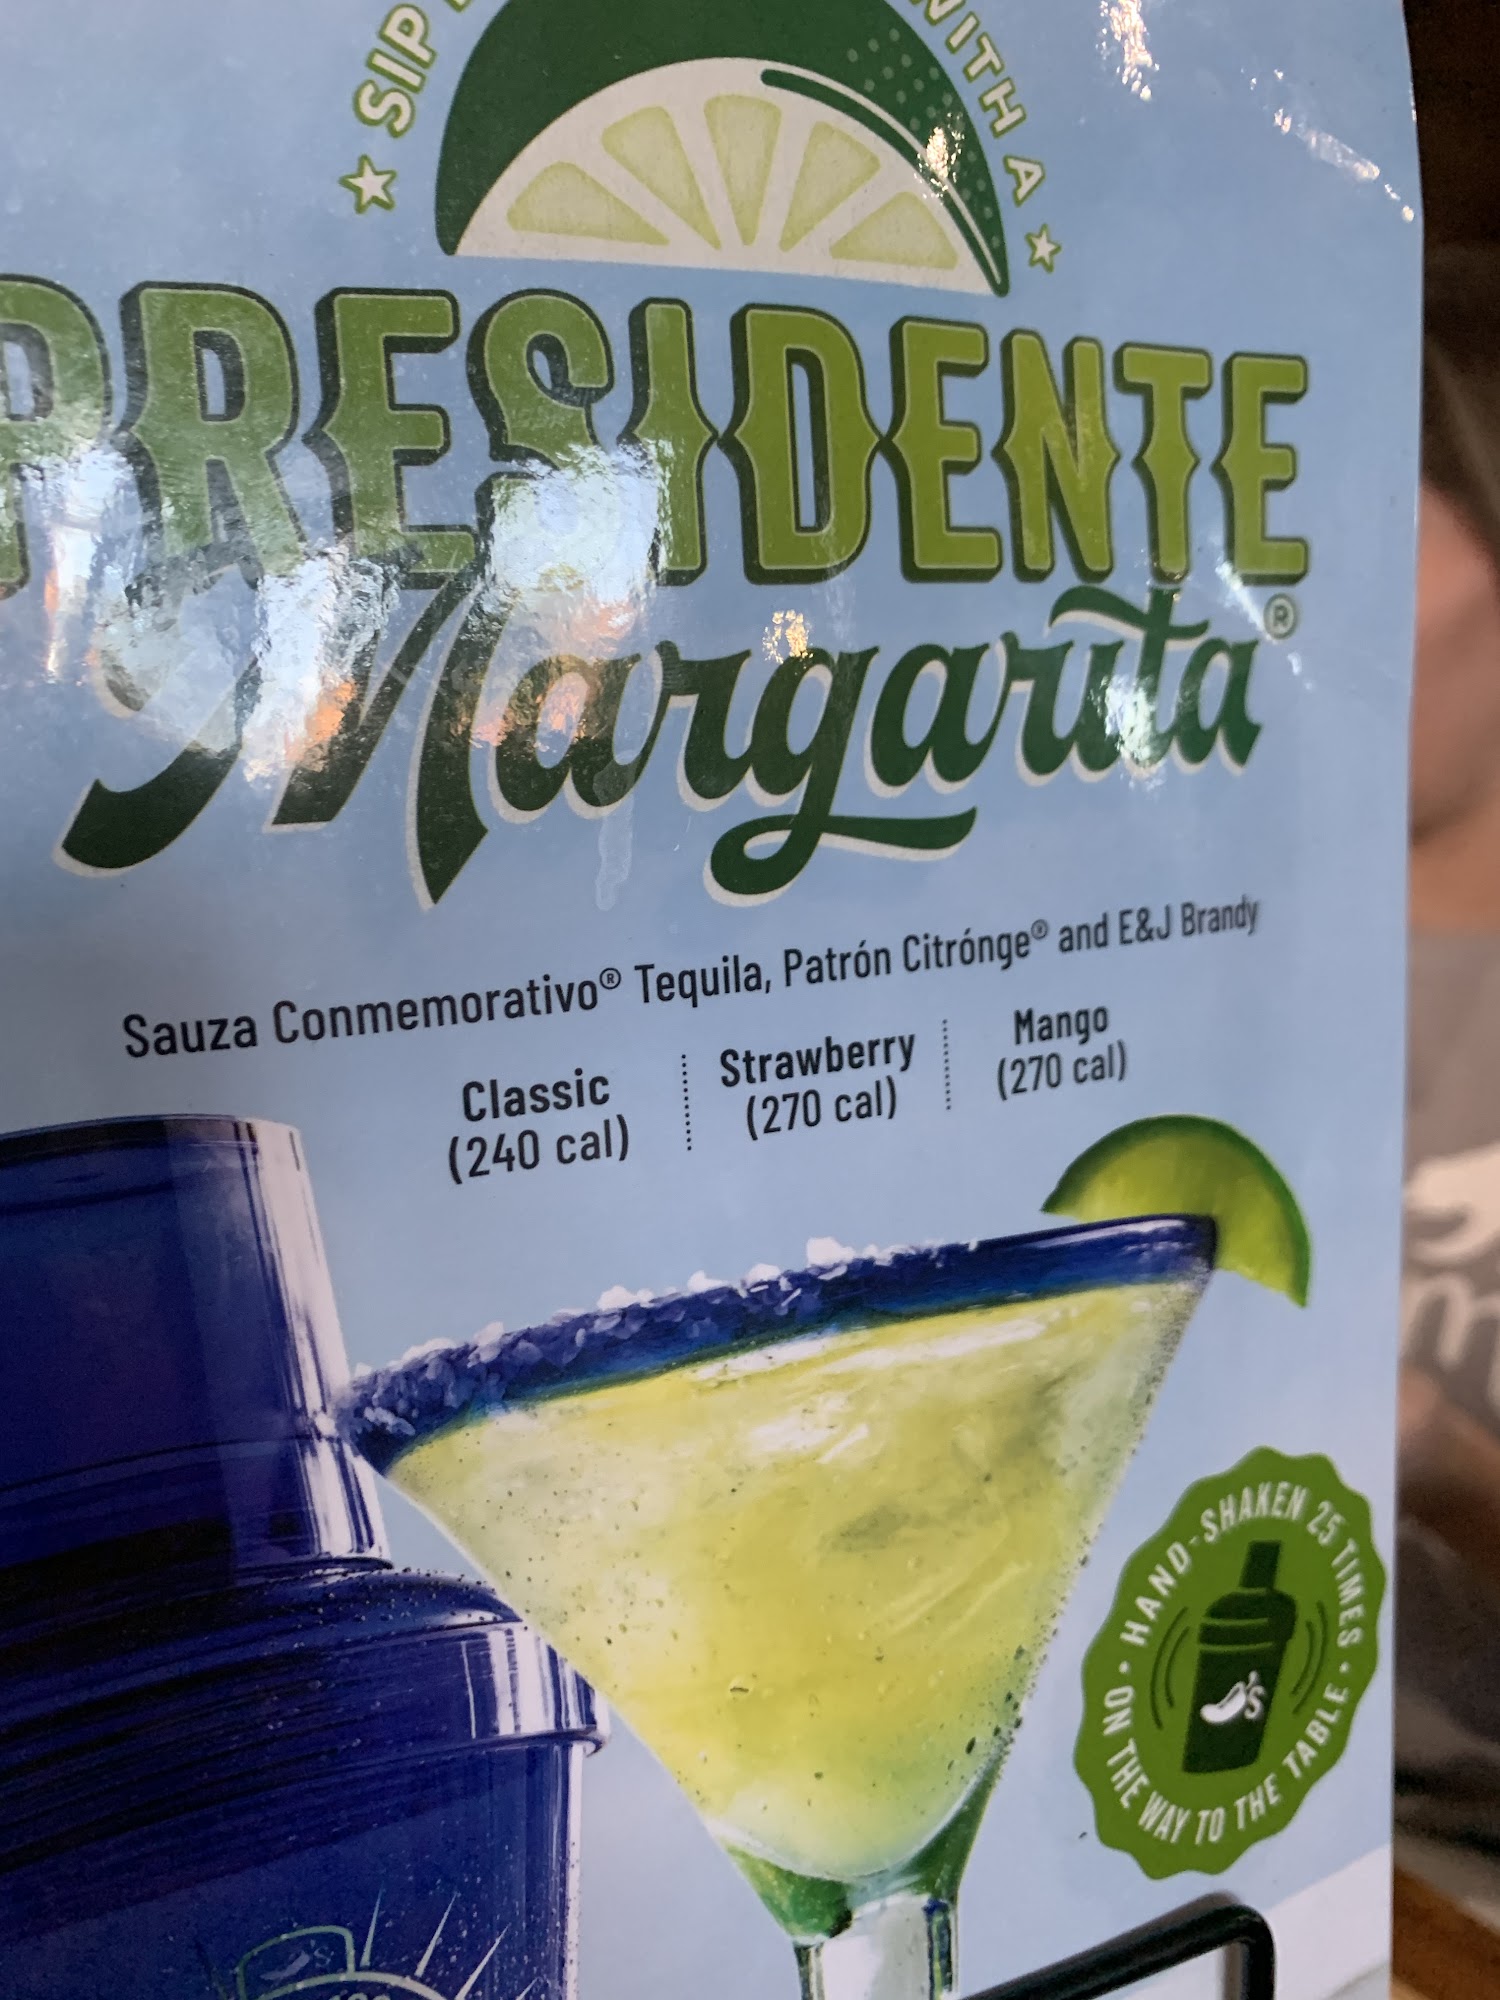 SIP
WITH A
PRESIDENTE
Margarita®
Sauza Conmemorativo® Tequila, Patrón Citrónge® and E&J Brandy
Classic
(240 cal)
Strawberry
(270 cal)
Mango
(270 cal)
• HAND-SHAKEN 25 TIMES •
ON THE WAY TO THE TABLE
's